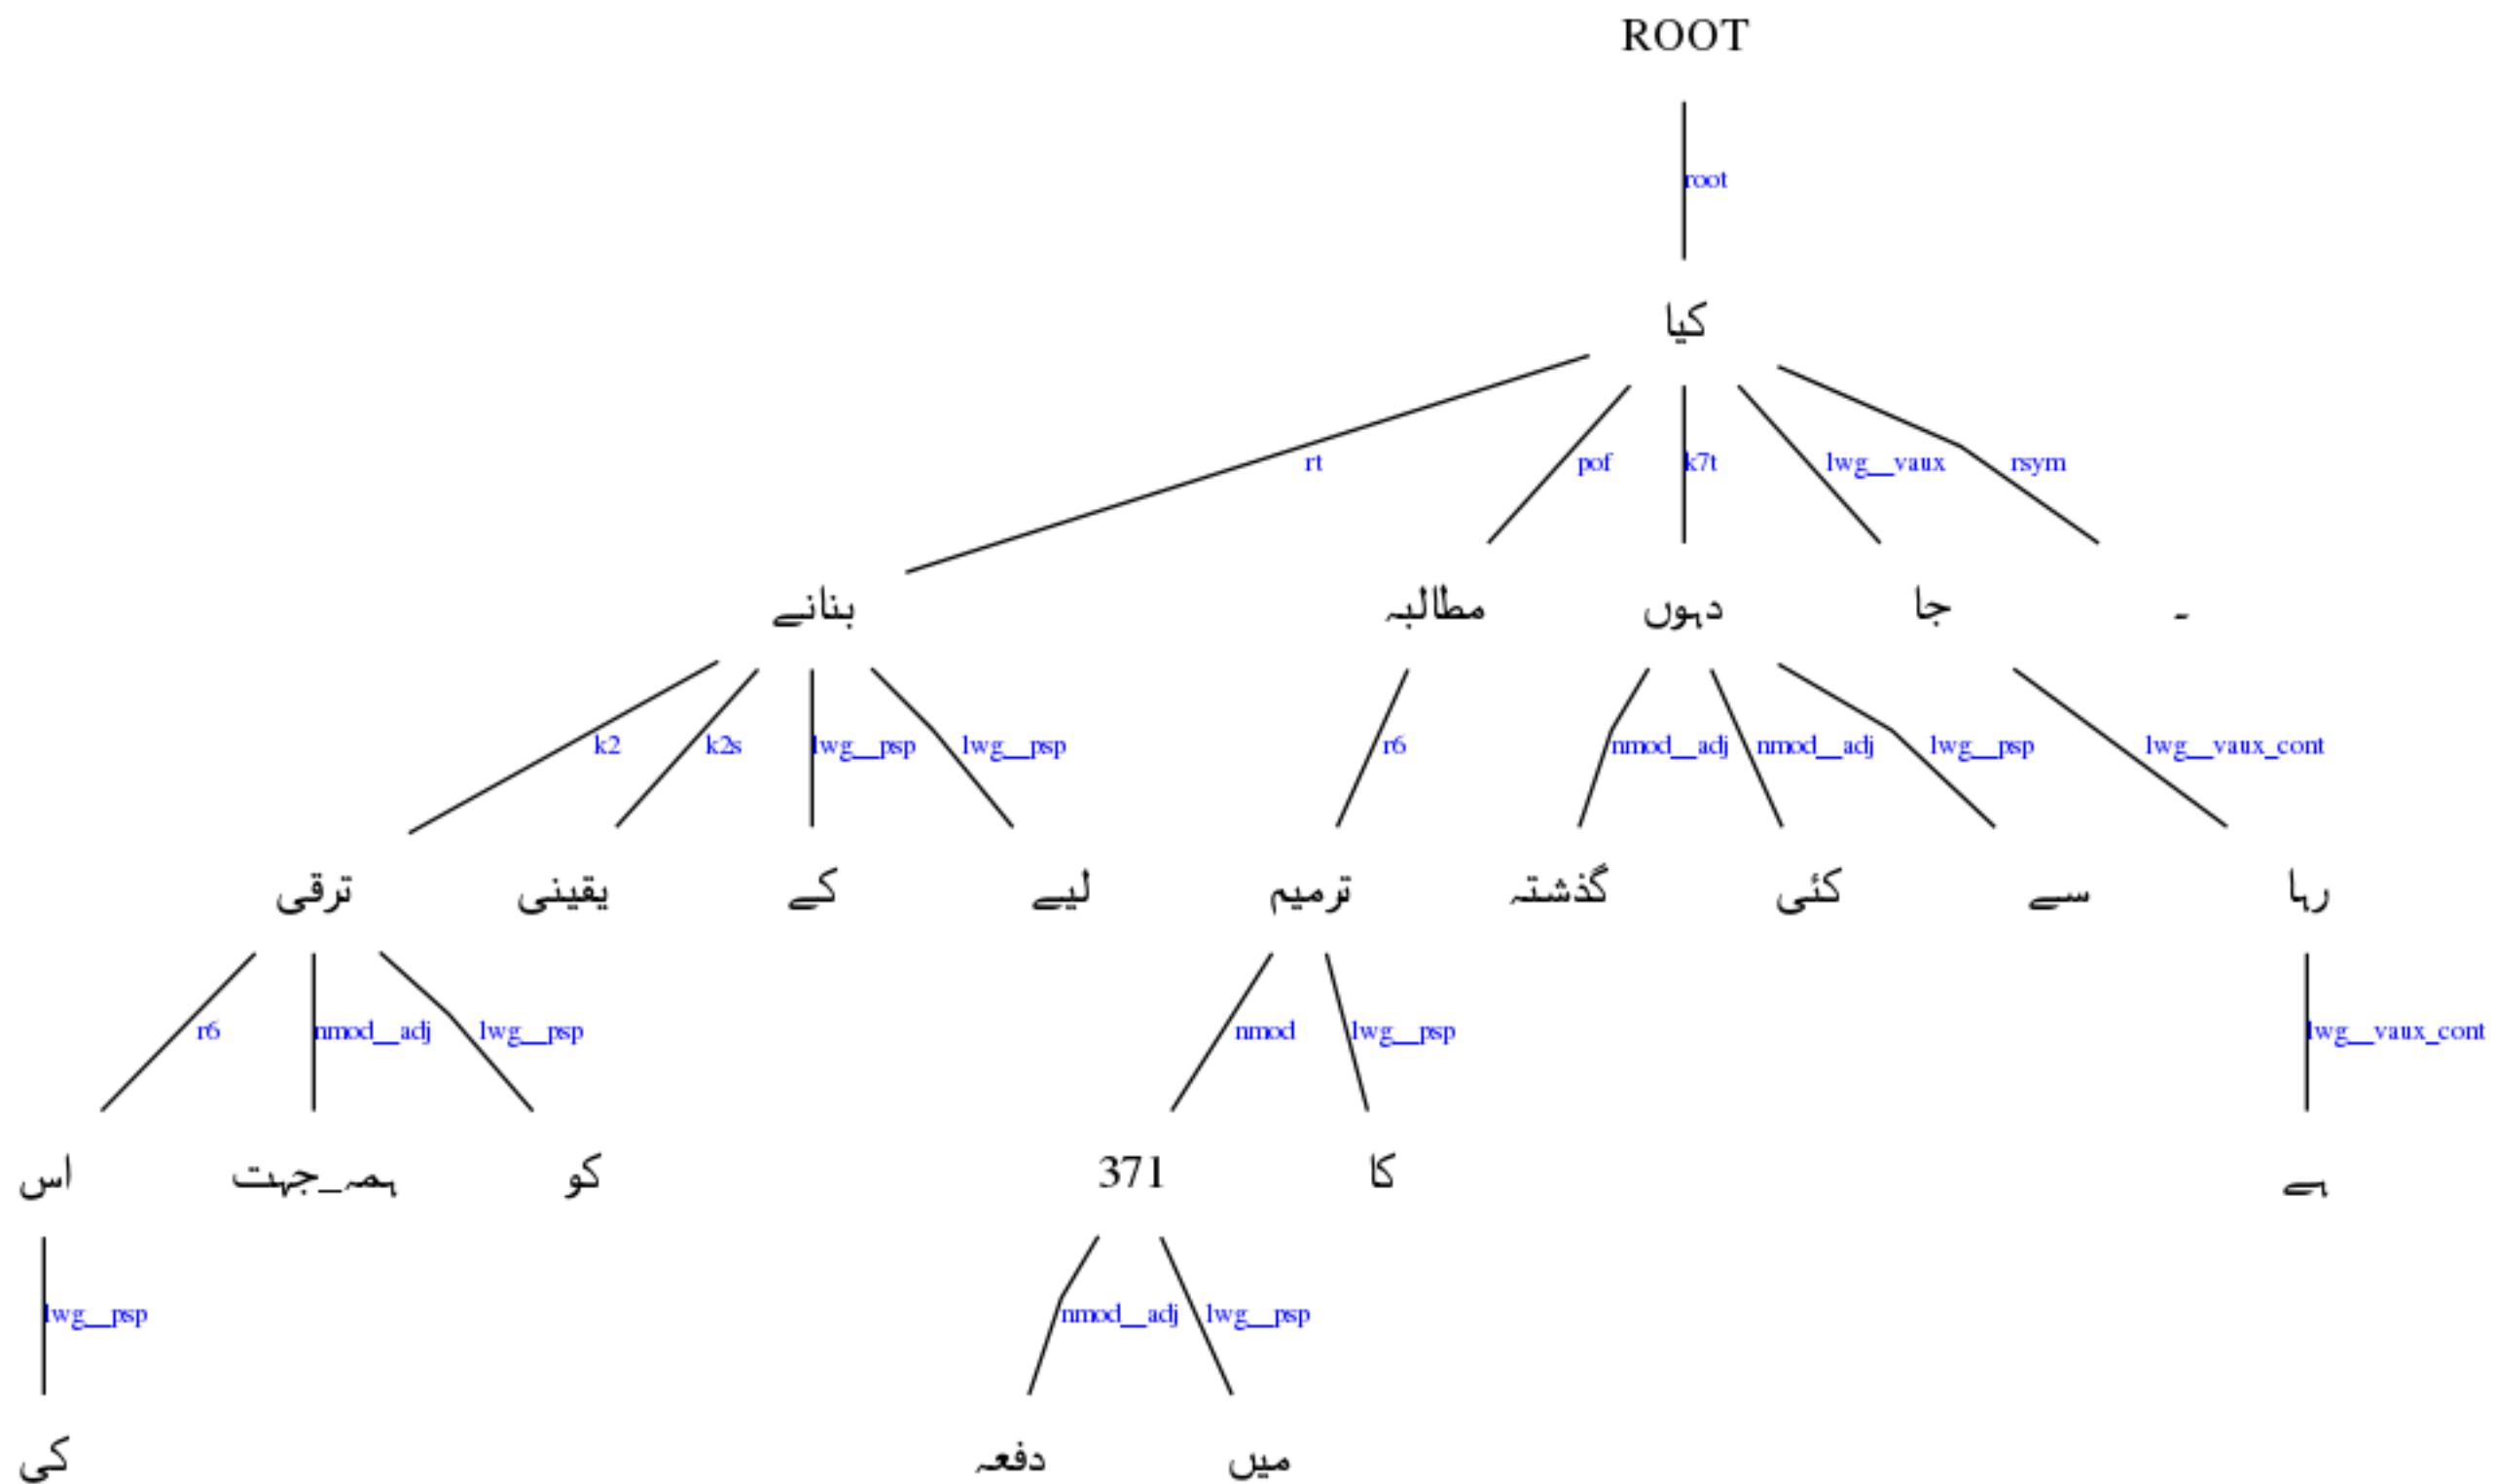 ROOT
root
کیا
rt pof k7t lwg__vaux rsym
بنانے مطالبہ دہوں جا ۔
k2 k2s lwg__psp lwg__psp r6 nmod__adj nmod__adj lwg__psp lwg__vaux_cont
ترقی یقینی کے لیے ترمیم گذشتہ کئی سے رہا
r6 nmod__adj lwg__psp nmod lwg__psp lwg__vaux_cont
اس ہمہ_جہت کو 371 کا ہے
lwg__psp nmod__adj lwg__psp
کی دفعہ میں